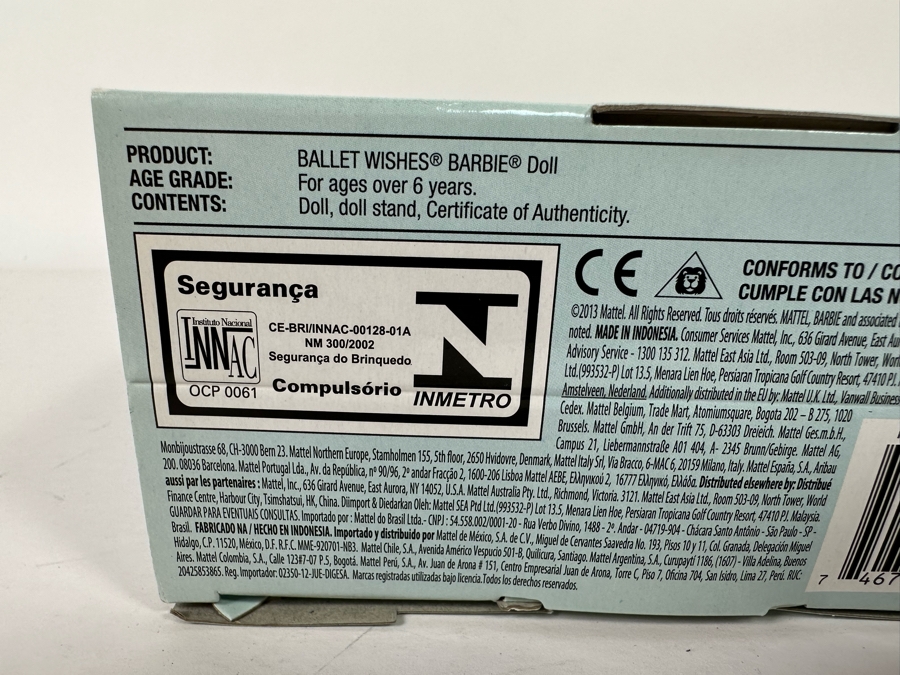 PRODUCT: BALLET WISHES® BARBIE® Doll
AGE GRADE: For ages over 6 years.
CONTENTS: Doll, doll stand, Certificate of Authenticity.
Segurança
Instituto Nacional
INNAC
OCP 0061
CE-BRI/INNAC-00128-01A
NM 300/2002
Segurança do Brinquedo
Compulsório
INMETRO
CE
CONFORMS TO / CO
CUMPLE CON LAS N
©2013 Mattel. All Rights Reserved. Tous droits réservés. MATTEL, BARBIE and associated
noted. MADE IN INDONESIA. Consumer Services Mattel, Inc., 636 Girard Avenue, East Au
Advisory Service - 1300 135 312. Mattel East Asia Ltd., Room 503-09, North Tower, Worl
Ltd.(993532-P) Lot 13.5, Menara Lien Hoe, Persiaran Tropicana Golf Country Resort, 47410 PJ.
Amstelveen, Nederland. Additionally distributed in the EU by: Mattel U.K. Ltd., Vanwall Business
Cedex. Mattel Belgium, Trade Mart, Atomiumsquare, Bogota 202 – B 275, 1020
Brussels. Mattel GmbH, An der Trift 75, D-63303 Dreieich. Mattel Ges.m.b.H.,
Campus 21, Liebermannstraße A01 404, A- 2345 Brunn/Gebirge. Mattel
Monbijoustrasse 68, CH-3000 Bern 23. Mattel Northern Europe, Stamholmen 155, 5th floor, 2650 Hvidovre, Denmark, Mattel Italy Srl, Via Bracco, 6-MAC 6, 20159 Milano, Italy. Mattel España, S.A., Aribau
200. 08036 Barcelona. Mattel Portugal Lda., Av. da República, nº 90/96, 2º andar Fracção 2, 1600-206 Lisboa Mattel AEBE, Ελληνικού 2, 16777 Ελληνικό, Ελλάδα. Distributed elsewhere by: Distribué
aussi par les partenaires : Mattel, Inc., 636 Girard Avenue, East Aurora, NY 14052, U.S.A. Mattel Australia Pty. Ltd., Richmond, Victoria. 3121. Mattel East Asia Ltd., Room 503-09, North Tower, World
Finance Centre, Harbour City, Tsimshatsui, HK, China. Diimport & Diedarkan Oleh: Mattel SEA Ptd Ltd.(993532-P) Lot 13.5, Menara Lien Hoe, Persiaran Tropicana Golf Country Resort, 47410 PJ. Malaysia.
GUARDAR PARA EVENTUAIS CONSULTAS. Importado por : Mattel do Brasil Ltda.- CNPJ : 54.558.002/0001-20 - Rua Verbo Divino, 1488 - 2º. Andar - 04719-904 - Chácara Santo Antônio - São Paulo - SP -
Brasil. FABRICADO NA / HECHO EN INDONESIA. Importado y distribuido por Mattel de México, S.A. de C.V., Miguel de Cervantes Saavedra No. 193, Pisos 10 y 11, Col. Granada, Delegación Miguel
Hidalgo, C.P. 11520, México, D.F. R.F.C. MME-920701-NB3. Mattel Chile, S.A., Avenida Américo Vespucio 501-B, Quilicura, Santiago. Mattel Argentina, S.A., Curupaytí 1186, (1607) - Villa Adelina, Buenos
Aires. Mattel Colombia, S.A., Calle 123#7-07 P.5, Bogotá. Mattel Perú, S.A., Av. Juan de Arona # 151, Centro Empresarial Juan de Arona, Torre C, Piso 7, Oficina 704, San Isidro, Lima 27, Perú. RUC:
20425853865. Reg. Importador: 02350-12-JUE-DIGESA. Marcas registradas utilizadas bajo licencia. Todos los derechos reservados.
7 467